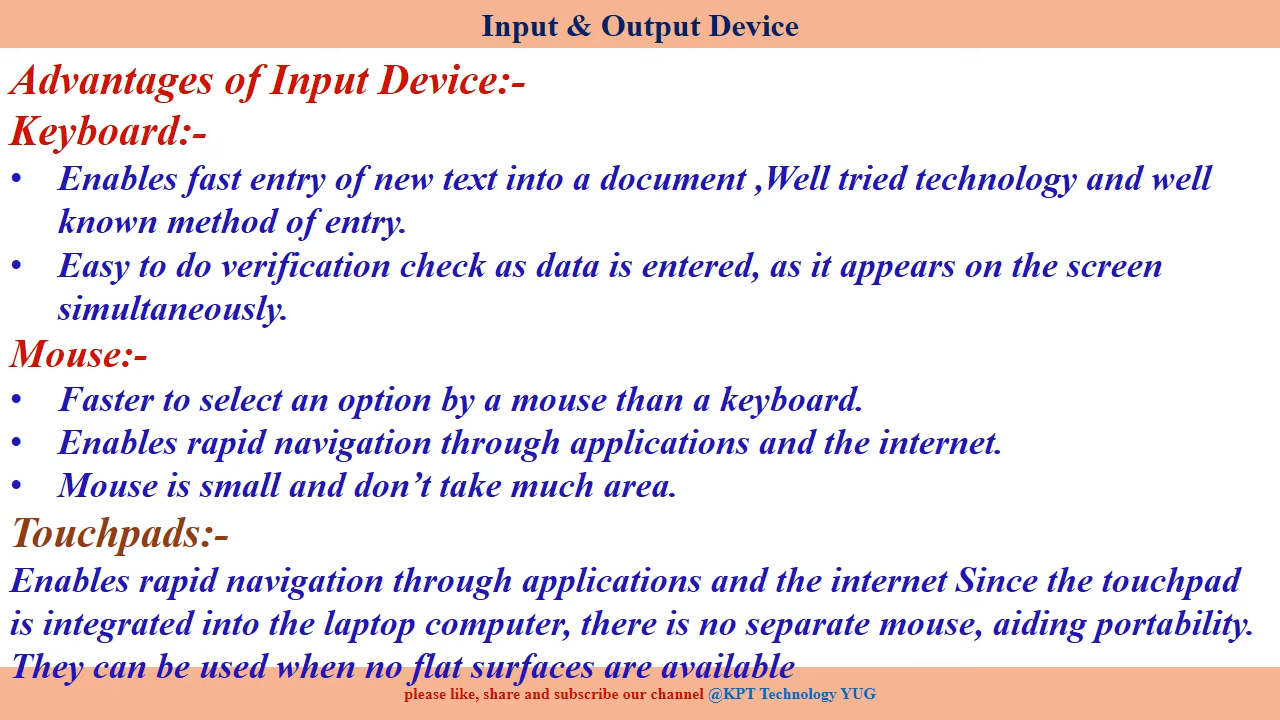 Input & Output Device
Advantages of Input Device:-
Keyboard:-
• Enables fast entry of new text into a document ,Well tried technology and well
known method of entry.
• Easy to do verification check as data is entered, as it appears on the screen
simultaneously.
Mouse:-
• Faster to select an option by a mouse than a keyboard.
• Enables rapid navigation through applications and the internet.
• Mouse is small and don’t take much area.
Touchpads:-
Enables rapid navigation through applications and the internet Since the touchpad
is integrated into the laptop computer, there is no separate mouse, aiding portability.
They can be used when no flat surfaces are available
please like, share and subscribe our channel @KPT Technology YUG